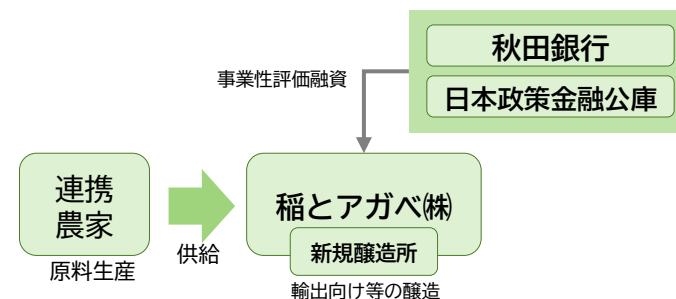 秋田銀行
日本政策金融公庫
事業性評価融資
連携
農家
原料生産
供給
稲とアガベ㈱
新規醸造所
輸出向け等の醸造